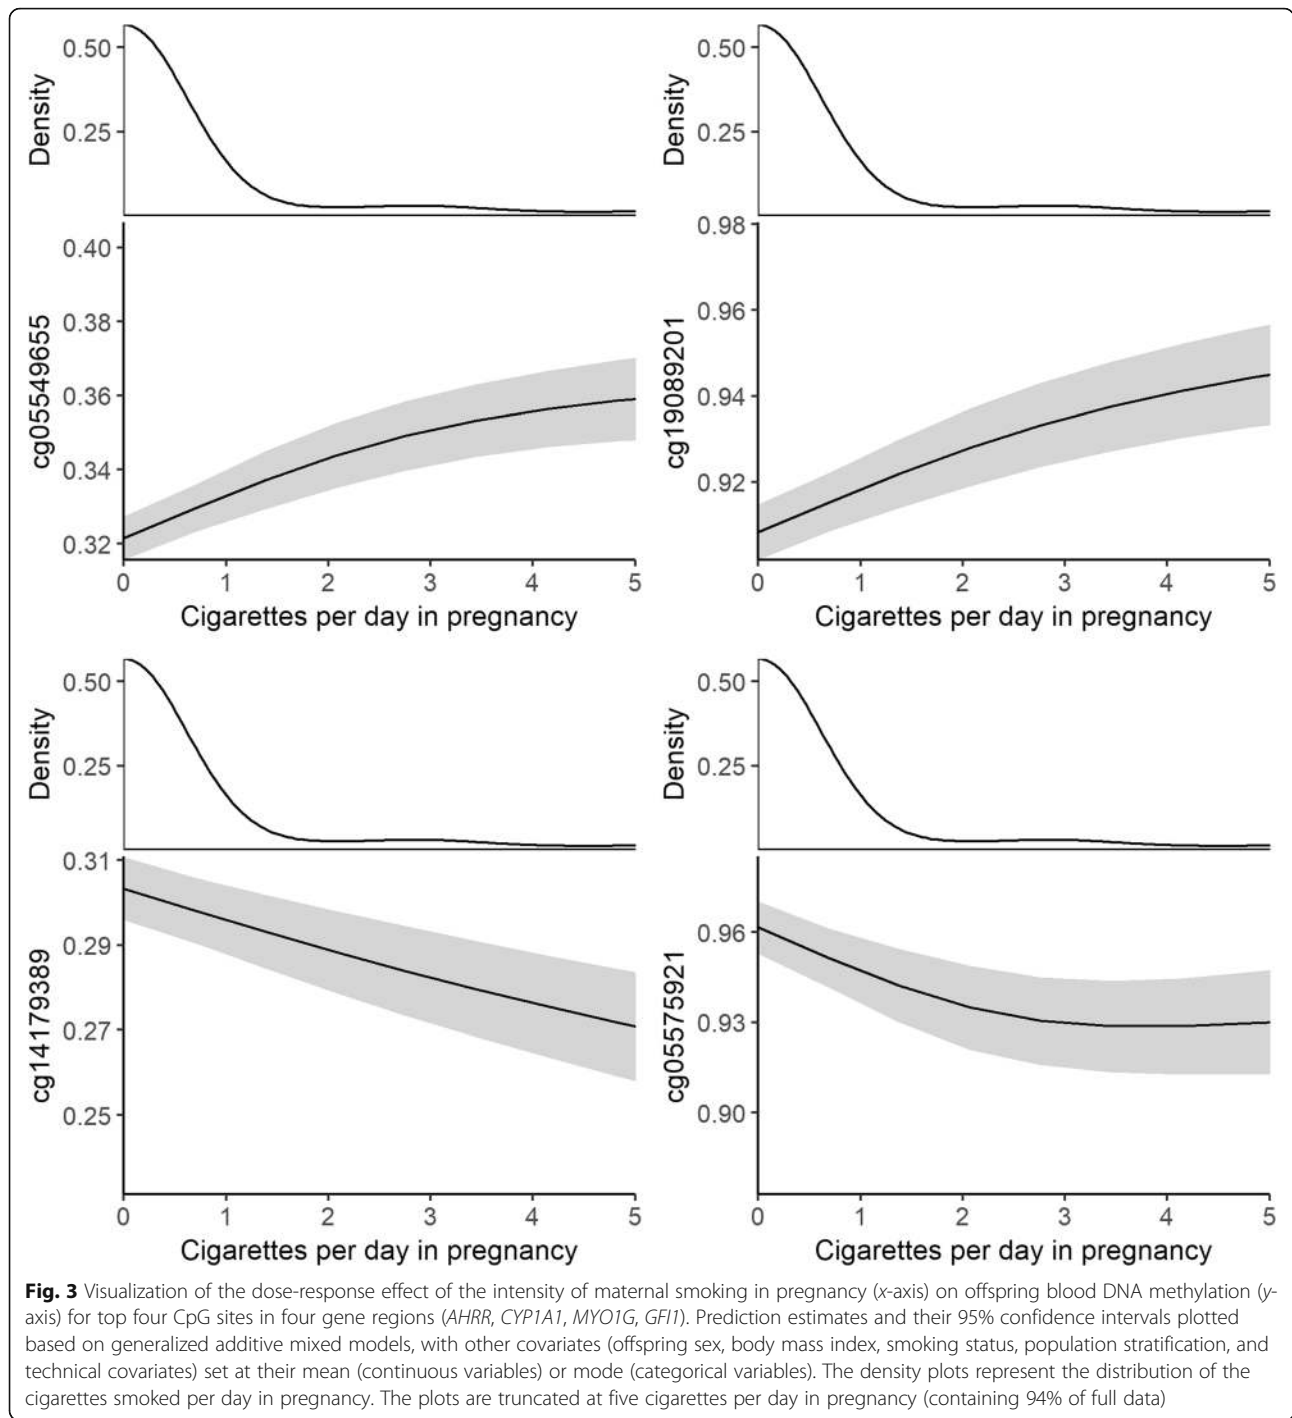 0.50
0.25
Density
0.40
0.38
0.36
0.34
0.32
cg05549655
0 1 2 3 4 5
Cigarettes per day in pregnancy
0.50
0.25
Density
0.98
0.96
0.94
0.92
cg19089201
0 1 2 3 4 5
Cigarettes per day in pregnancy
0.50
0.25
Density
0.31
0.29
0.27
0.25
cg14179389
0 1 2 3 4 5
Cigarettes per day in pregnancy
0.50
0.25
Density
0.96
0.93
0.90
cg05575921
0 1 2 3 4 5
Cigarettes per day in pregnancy
Fig. 3 Visualization of the dose-response effect of the intensity of maternal smoking in pregnancy (x-axis) on offspring blood DNA methylation (y-
axis) for top four CpG sites in four gene regions (AHRR, CYP1A1, MYO1G, GFI1). Prediction estimates and their 95% confidence intervals plotted
based on generalized additive mixed models, with other covariates (offspring sex, body mass index, smoking status, population stratification, and
technical covariates) set at their mean (continuous variables) or mode (categorical variables). The density plots represent the distribution of the
cigarettes smoked per day in pregnancy. The plots are truncated at five cigarettes per day in pregnancy (containing 94% of full data)